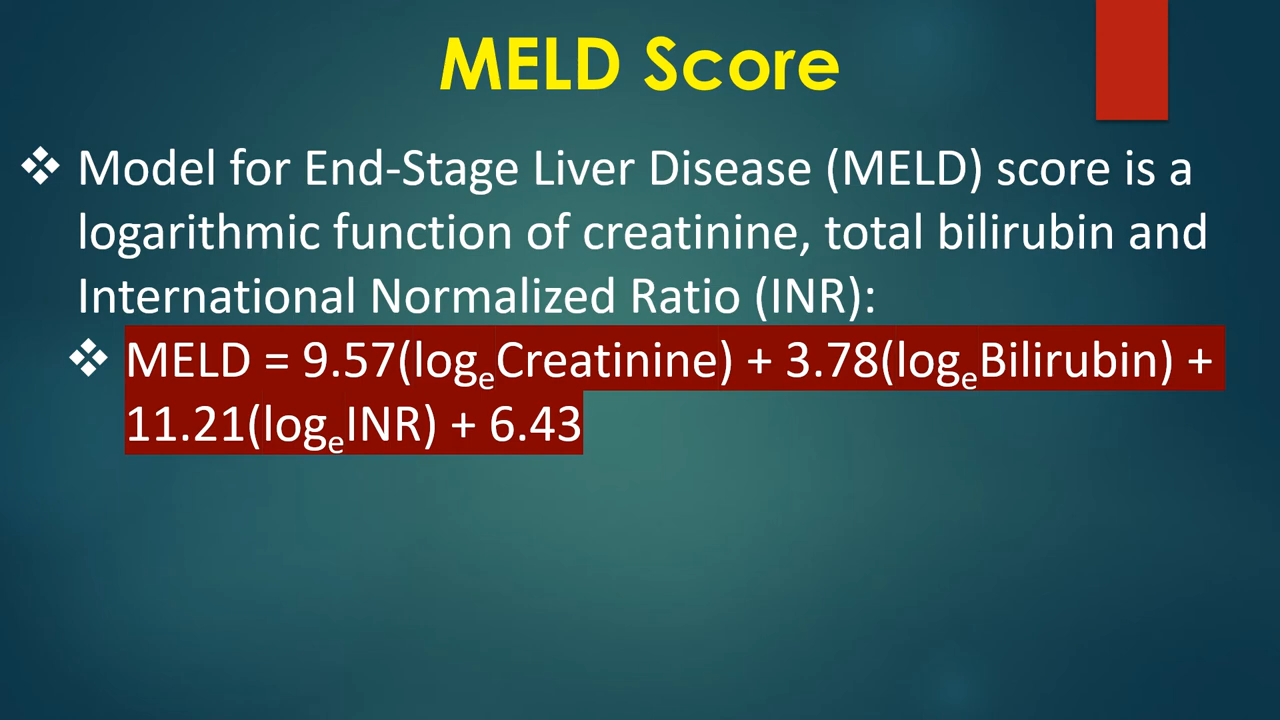 MELD Score
❖ Model for End-Stage Liver Disease (MELD) score is a
logarithmic function of creatinine, total bilirubin and
International Normalized Ratio (INR):
❖ MELD = 9.57(logₑCreatinine) + 3.78(logₑBilirubin) +
11.21(logₑINR) + 6.43